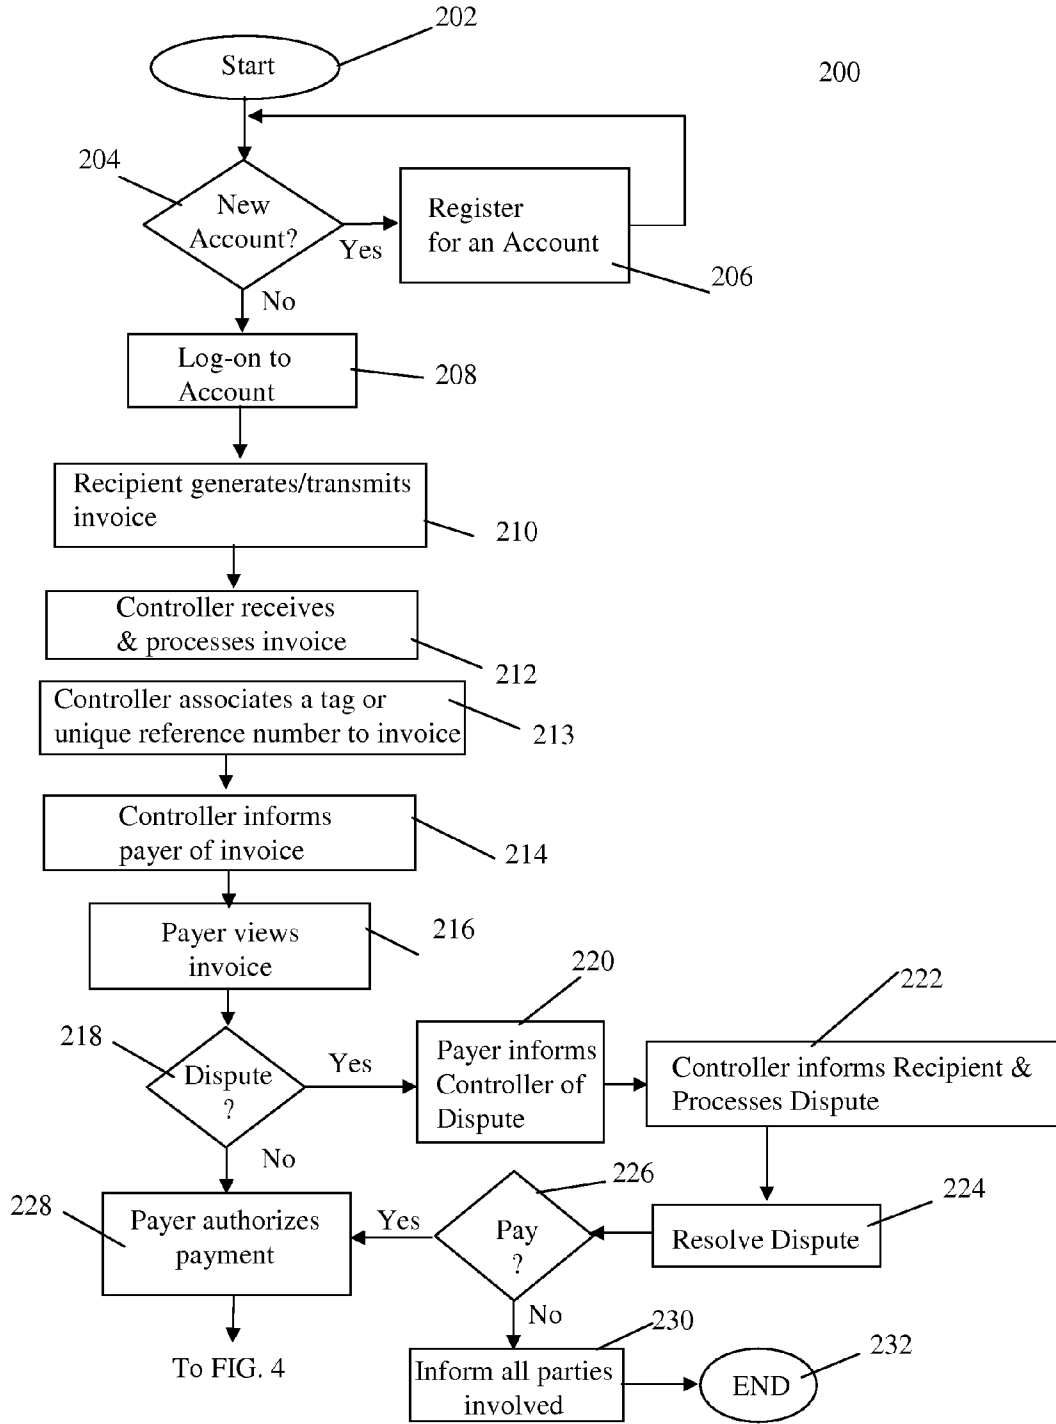 202
Start
200
204
New
Account?
Yes
Register
for an Account
206
No
Log-on to
Account
208
Recipient generates/transmits
invoice
210
Controller receives
& processes invoice
212
Controller associates a tag or
unique reference number to invoice
213
Controller informs
payer of invoice
214
Payer views
invoice
216
218
Dispute
?
Yes
220
Payer informs
Controller of
Dispute
222
Controller informs Recipient &
Processes Dispute
No
228
Payer authorizes
payment
Yes
226
Pay
?
224
Resolve Dispute
No
To FIG. 4
230
Inform all parties
involved
232
END